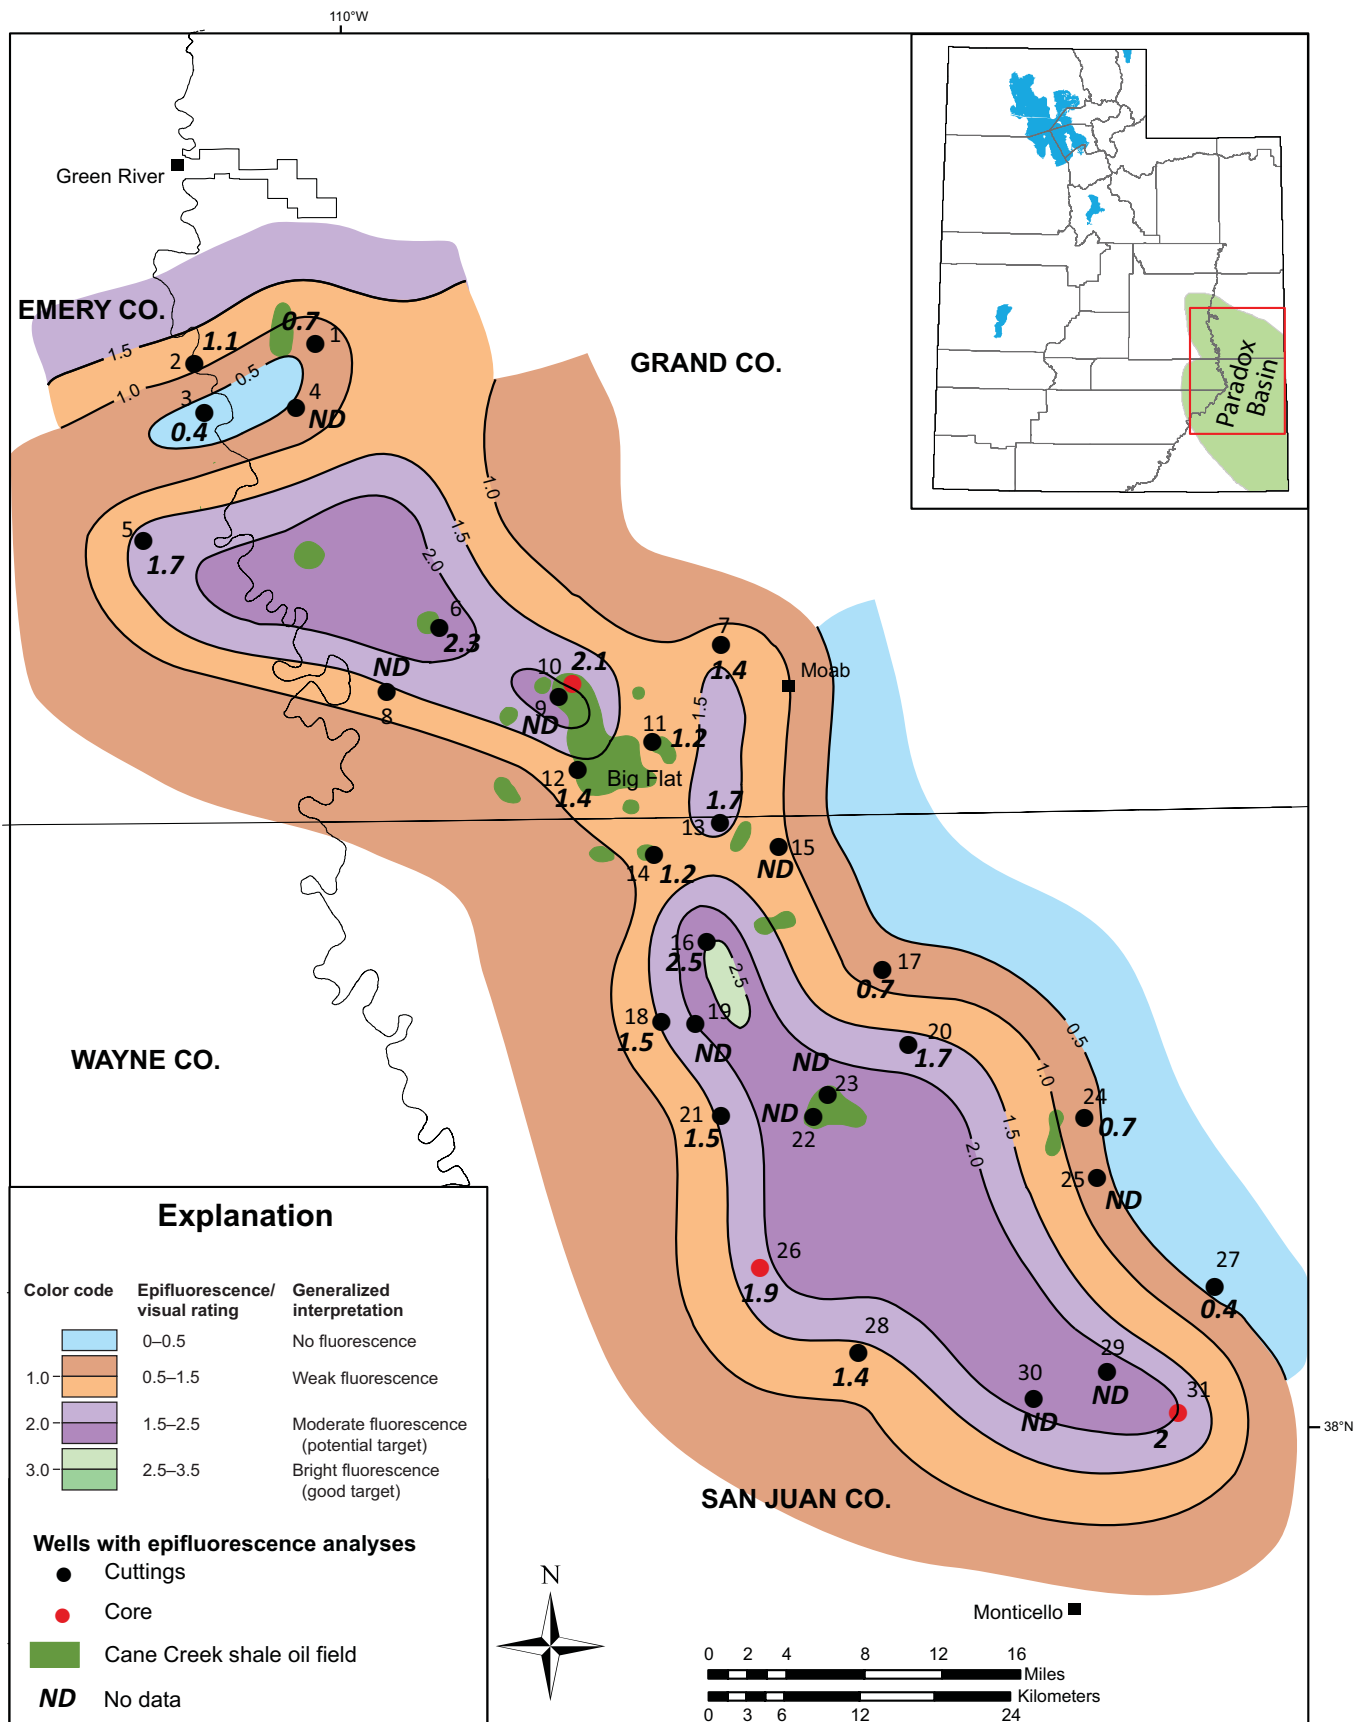 110°W
Green River
EMERY CO.
GRAND CO.
Paradox
Basin
0.7
1
1.1
2
1.5
0.5
1.0
3
0.4
4
ND
1.0
5
1.7
1.5
2.0
6
2.3
7
1.4
Moab
ND
8
10
2.1
9
ND
1.5
11
1.2
12
1.4
Big Flat
1.7
13
15
ND
14
1.2
16
2.5
2.5
17
0.7
18
1.5
19
ND
20
1.7
0.5
WAYNE CO.
ND
23
ND
22
1.0
21
1.5
24
0.7
1.5
2.0
25
ND
26
1.9
27
0.4
28
1.4
29
ND
30
ND
31
2
38°N
SAN JUAN CO.
Monticello
Explanation
Color code
Epifluorescence/
visual rating
Generalized
interpretation
0–0.5
No fluorescence
1.0
0.5–1.5
Weak fluorescence
2.0
1.5–2.5
Moderate fluorescence
(potential target)
3.0
2.5–3.5
Bright fluorescence
(good target)
Wells with epifluorescence analyses
Cuttings
Core
Cane Creek shale oil field
ND No data
N
0 2 4 8 12 16
Miles
Kilometers
0 3 6 12 24